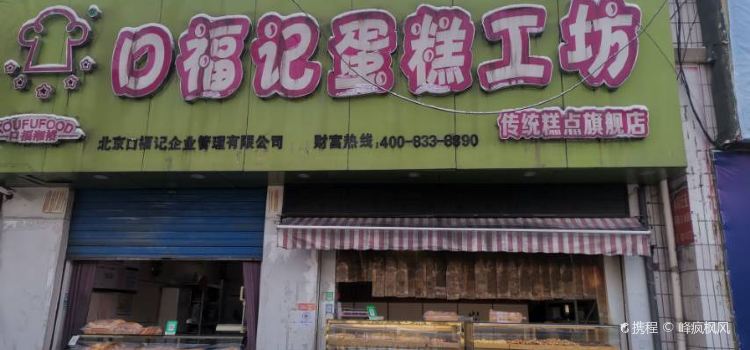 口福记蛋糕工坊
KOUFUFOOD
北京口福记企业管理有限公司 财富热线:400-833-8890 传统糕点旗舰店
携程 © 峰疯枫风